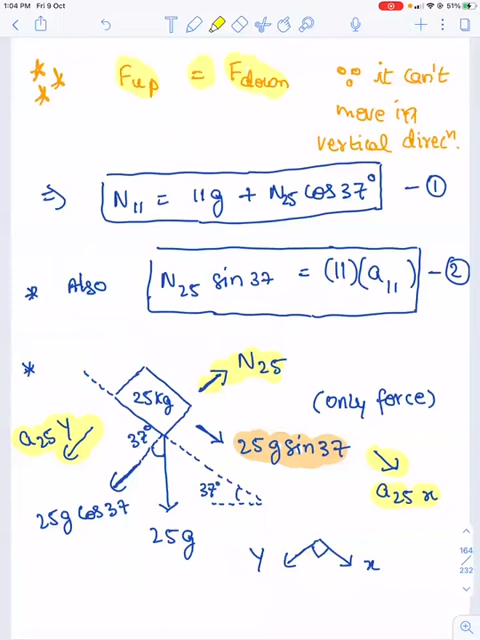 1:04 PM Fri 9 Oct
51%
Fup = Fdown
∵ it can't
move in
vertical direcⁿ.
⇒ N₁₁ = 11g + N₂₅ cos 37° - ①
* Also N₂₅ sin 37 = (11)(a₁₁) - ②
*
N₂₅
25kg
(only force)
a₂₅ Y
37°
25g sin 37
37°
a₂₅ x
25g cos 37
25g
Y
x
164
232